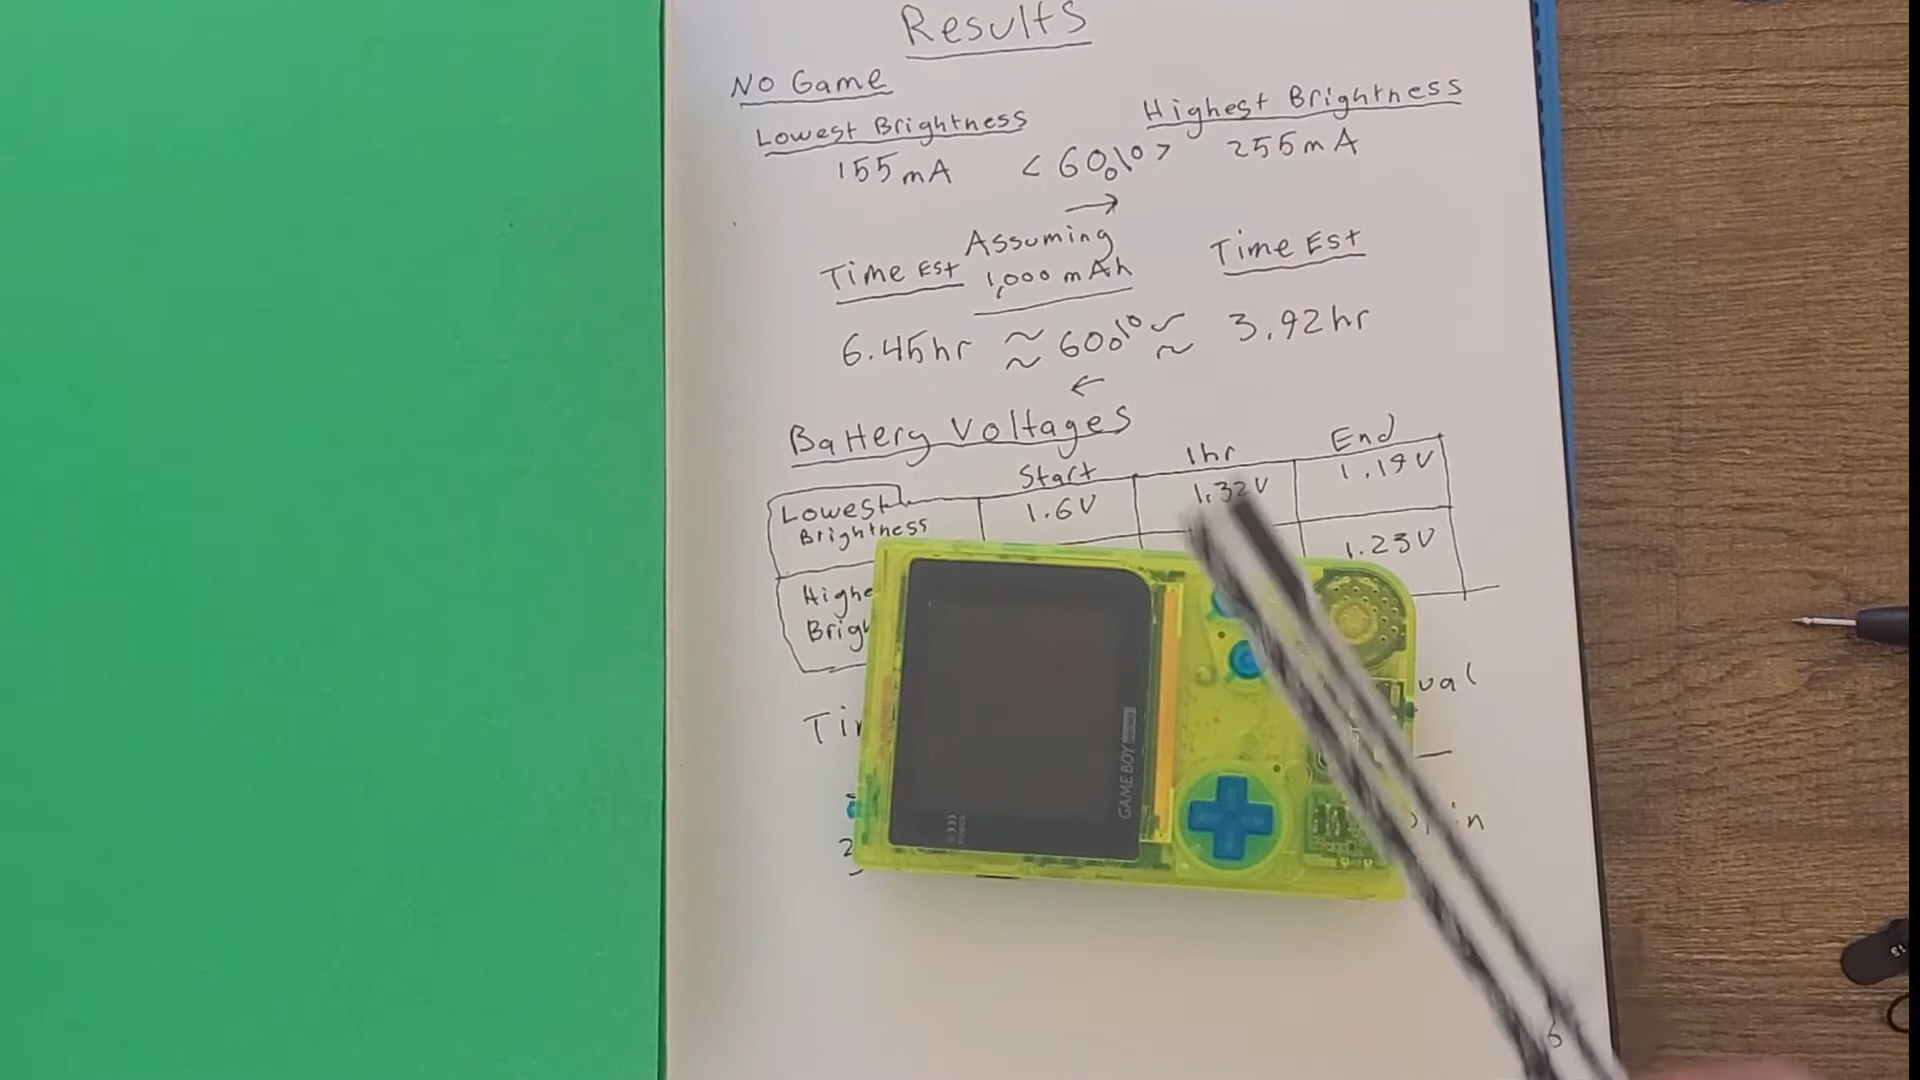 Results
No Game
Lowest Brightness
Highest Brightness
155mA < 60% > 255mA
Assuming
1,000 mAh
Time Est
Time Est
6.45hr ≈ 60% ≈ 3.92hr
Battery Voltages
Start 1hr End
Lowest Brightness 1.6V 1.32V 1.19V
1.23V
GAME BOY
POWER
6